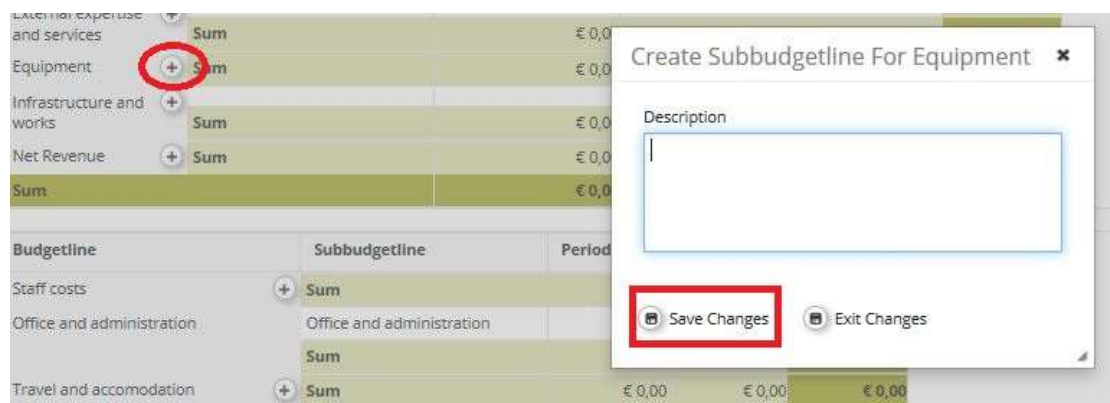 External expertise
and services Sum € 0,0
Equipment Sum € 0,0
Infrastructure and
works Sum € 0,0
Net Revenue Sum € 0,0
Sum € 0,0
Create Subbudgetline For Equipment
Description
Save Changes Exit Changes
Budgetline Subbudgetline Period
Staff costs Sum
Office and administration Office and administration
Sum
Travel and accomodation Sum € 0,00 € 0,00 € 0,00